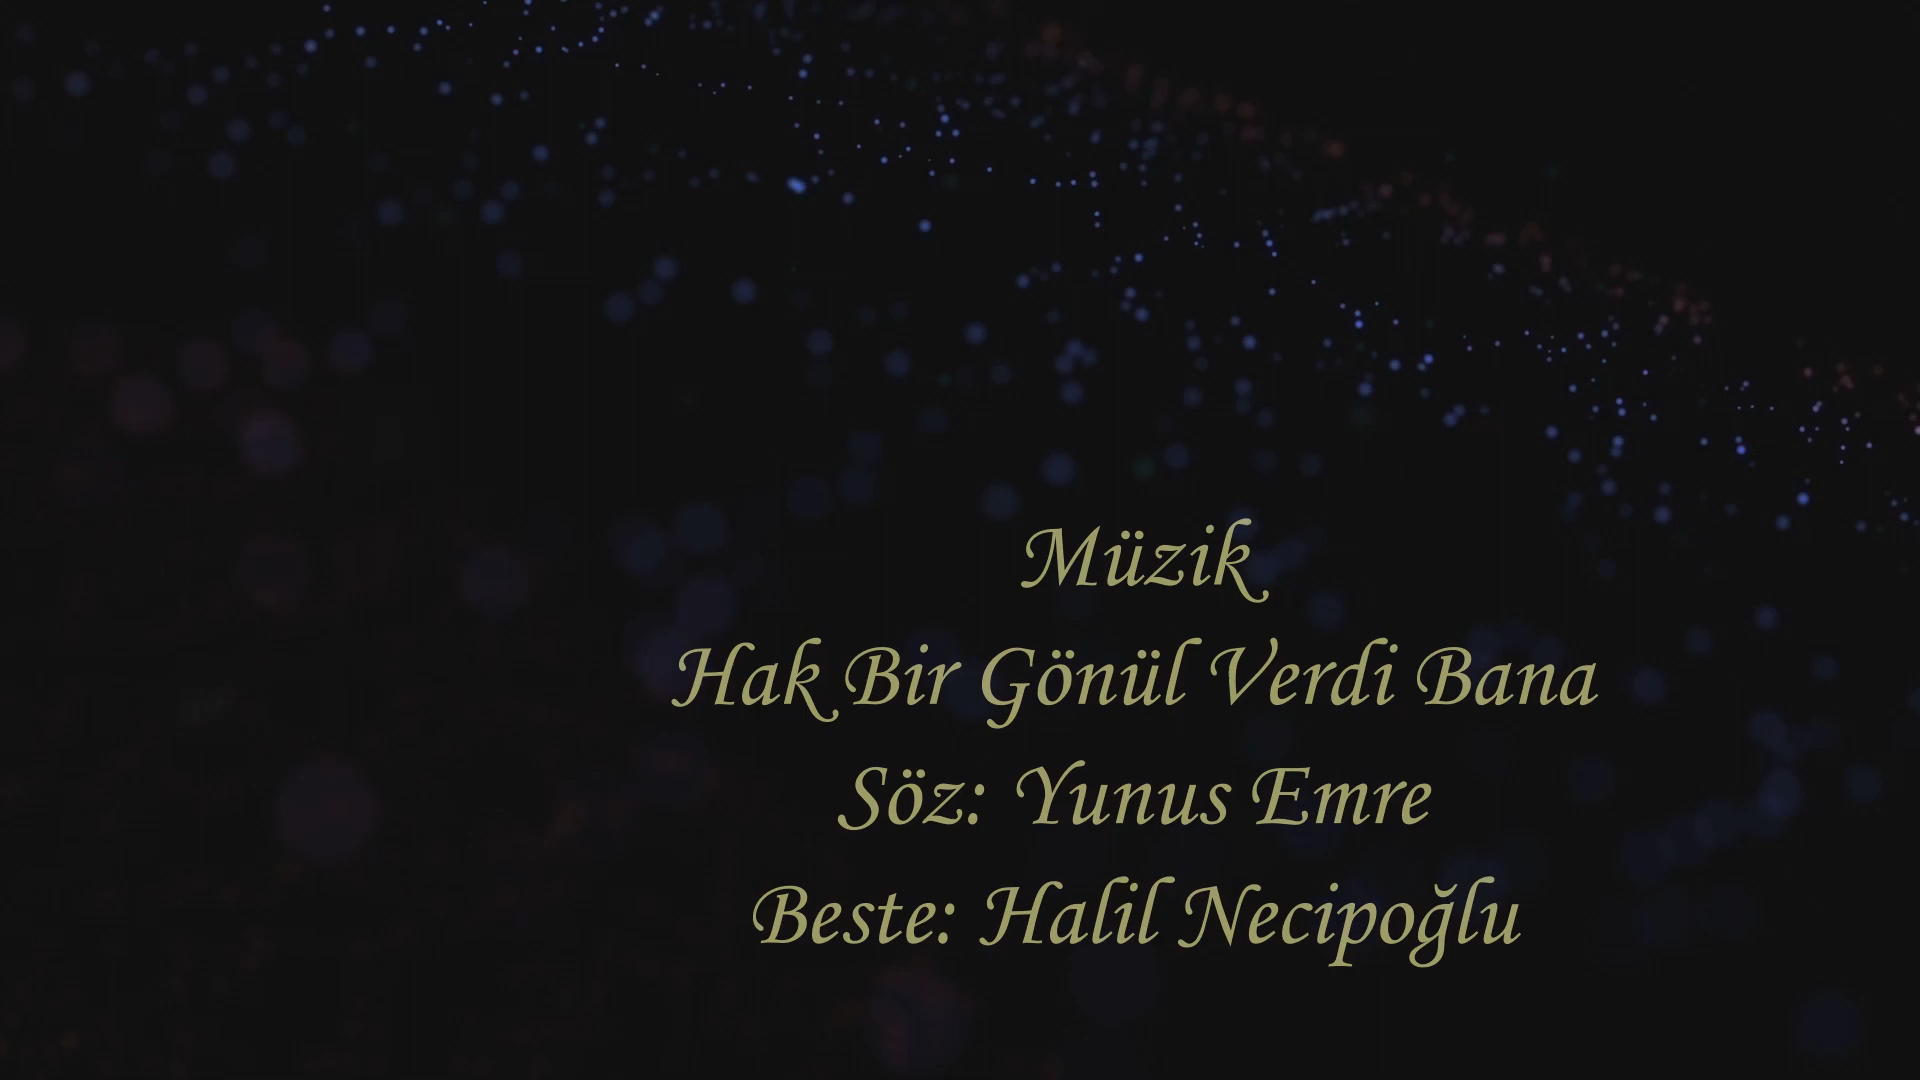 Müzik
Hak Bir Gönül Verdi Bana
Söz: Yunus Emre
Beste: Halil Necipoğlu